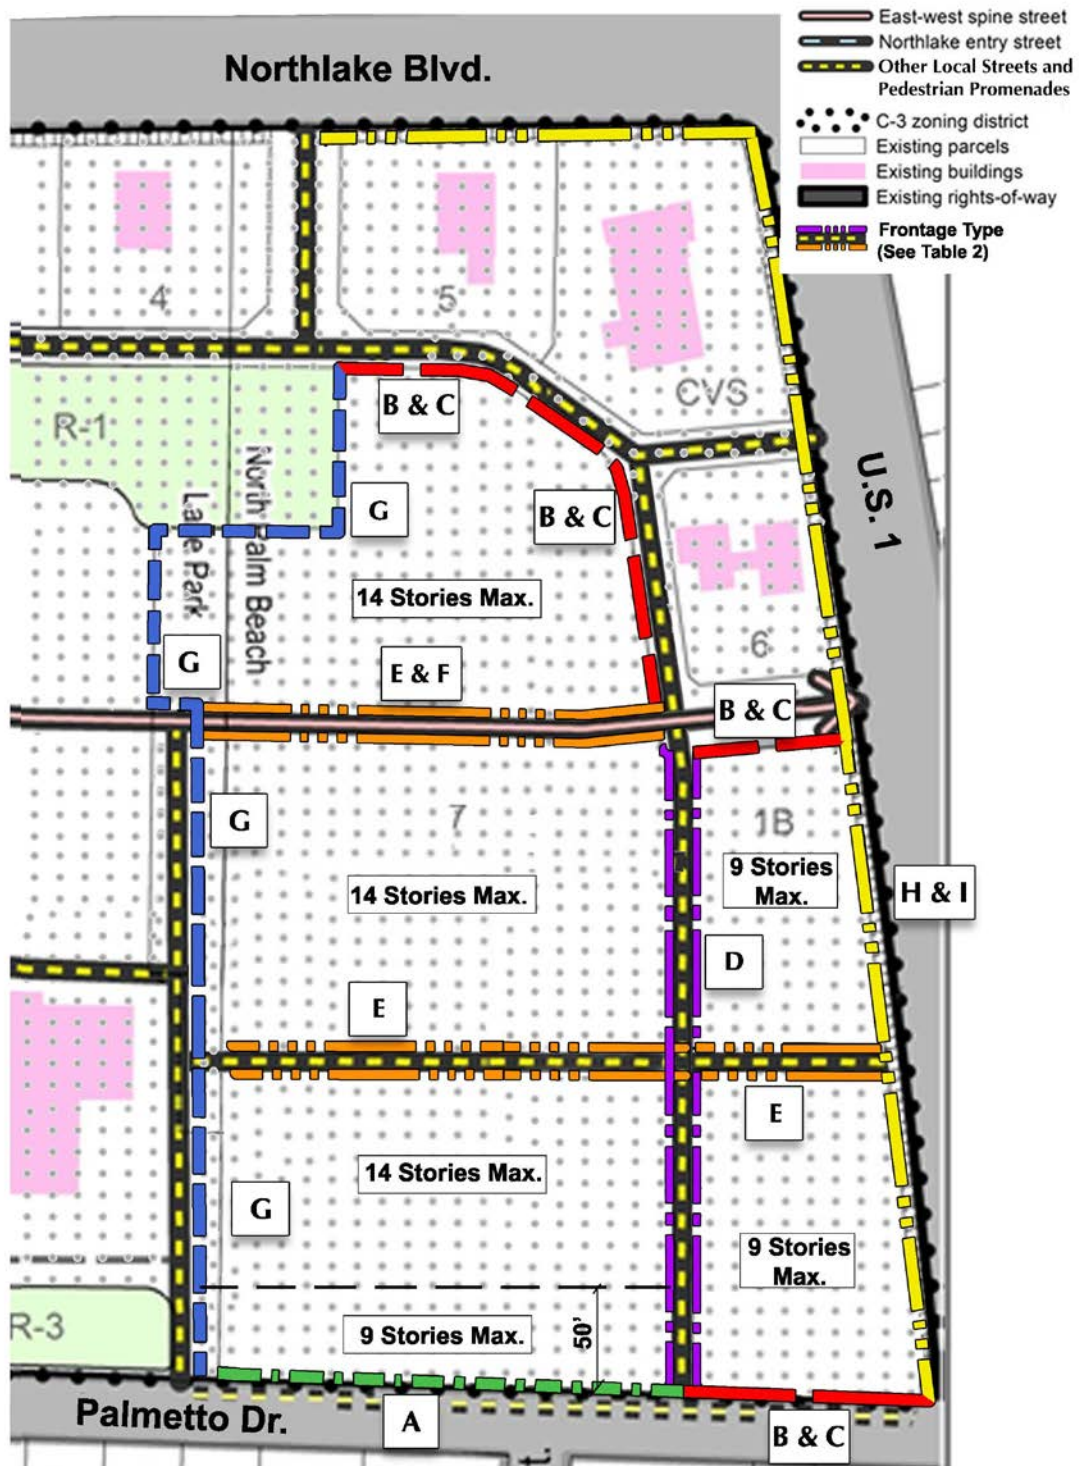 East-west spine street
Northlake entry street
Other Local Streets and
Pedestrian Promenades
C-3 zoning district
Existing parcels
Existing buildings
Existing rights-of-way
Frontage Type
(See Table 2)
Northlake Blvd.
4
5
CVS
R-1
B & C
G
B & C
U.S. 1
North Palm Beach
Lake Park
14 Stories Max.
6
G
E & F
B & C
G
7
1B
14 Stories Max.
9 Stories
Max.
H & I
D
E
E
14 Stories Max.
G
9 Stories
Max.
R-3
9 Stories Max.
50'
Palmetto Dr.
A
B & C
t.